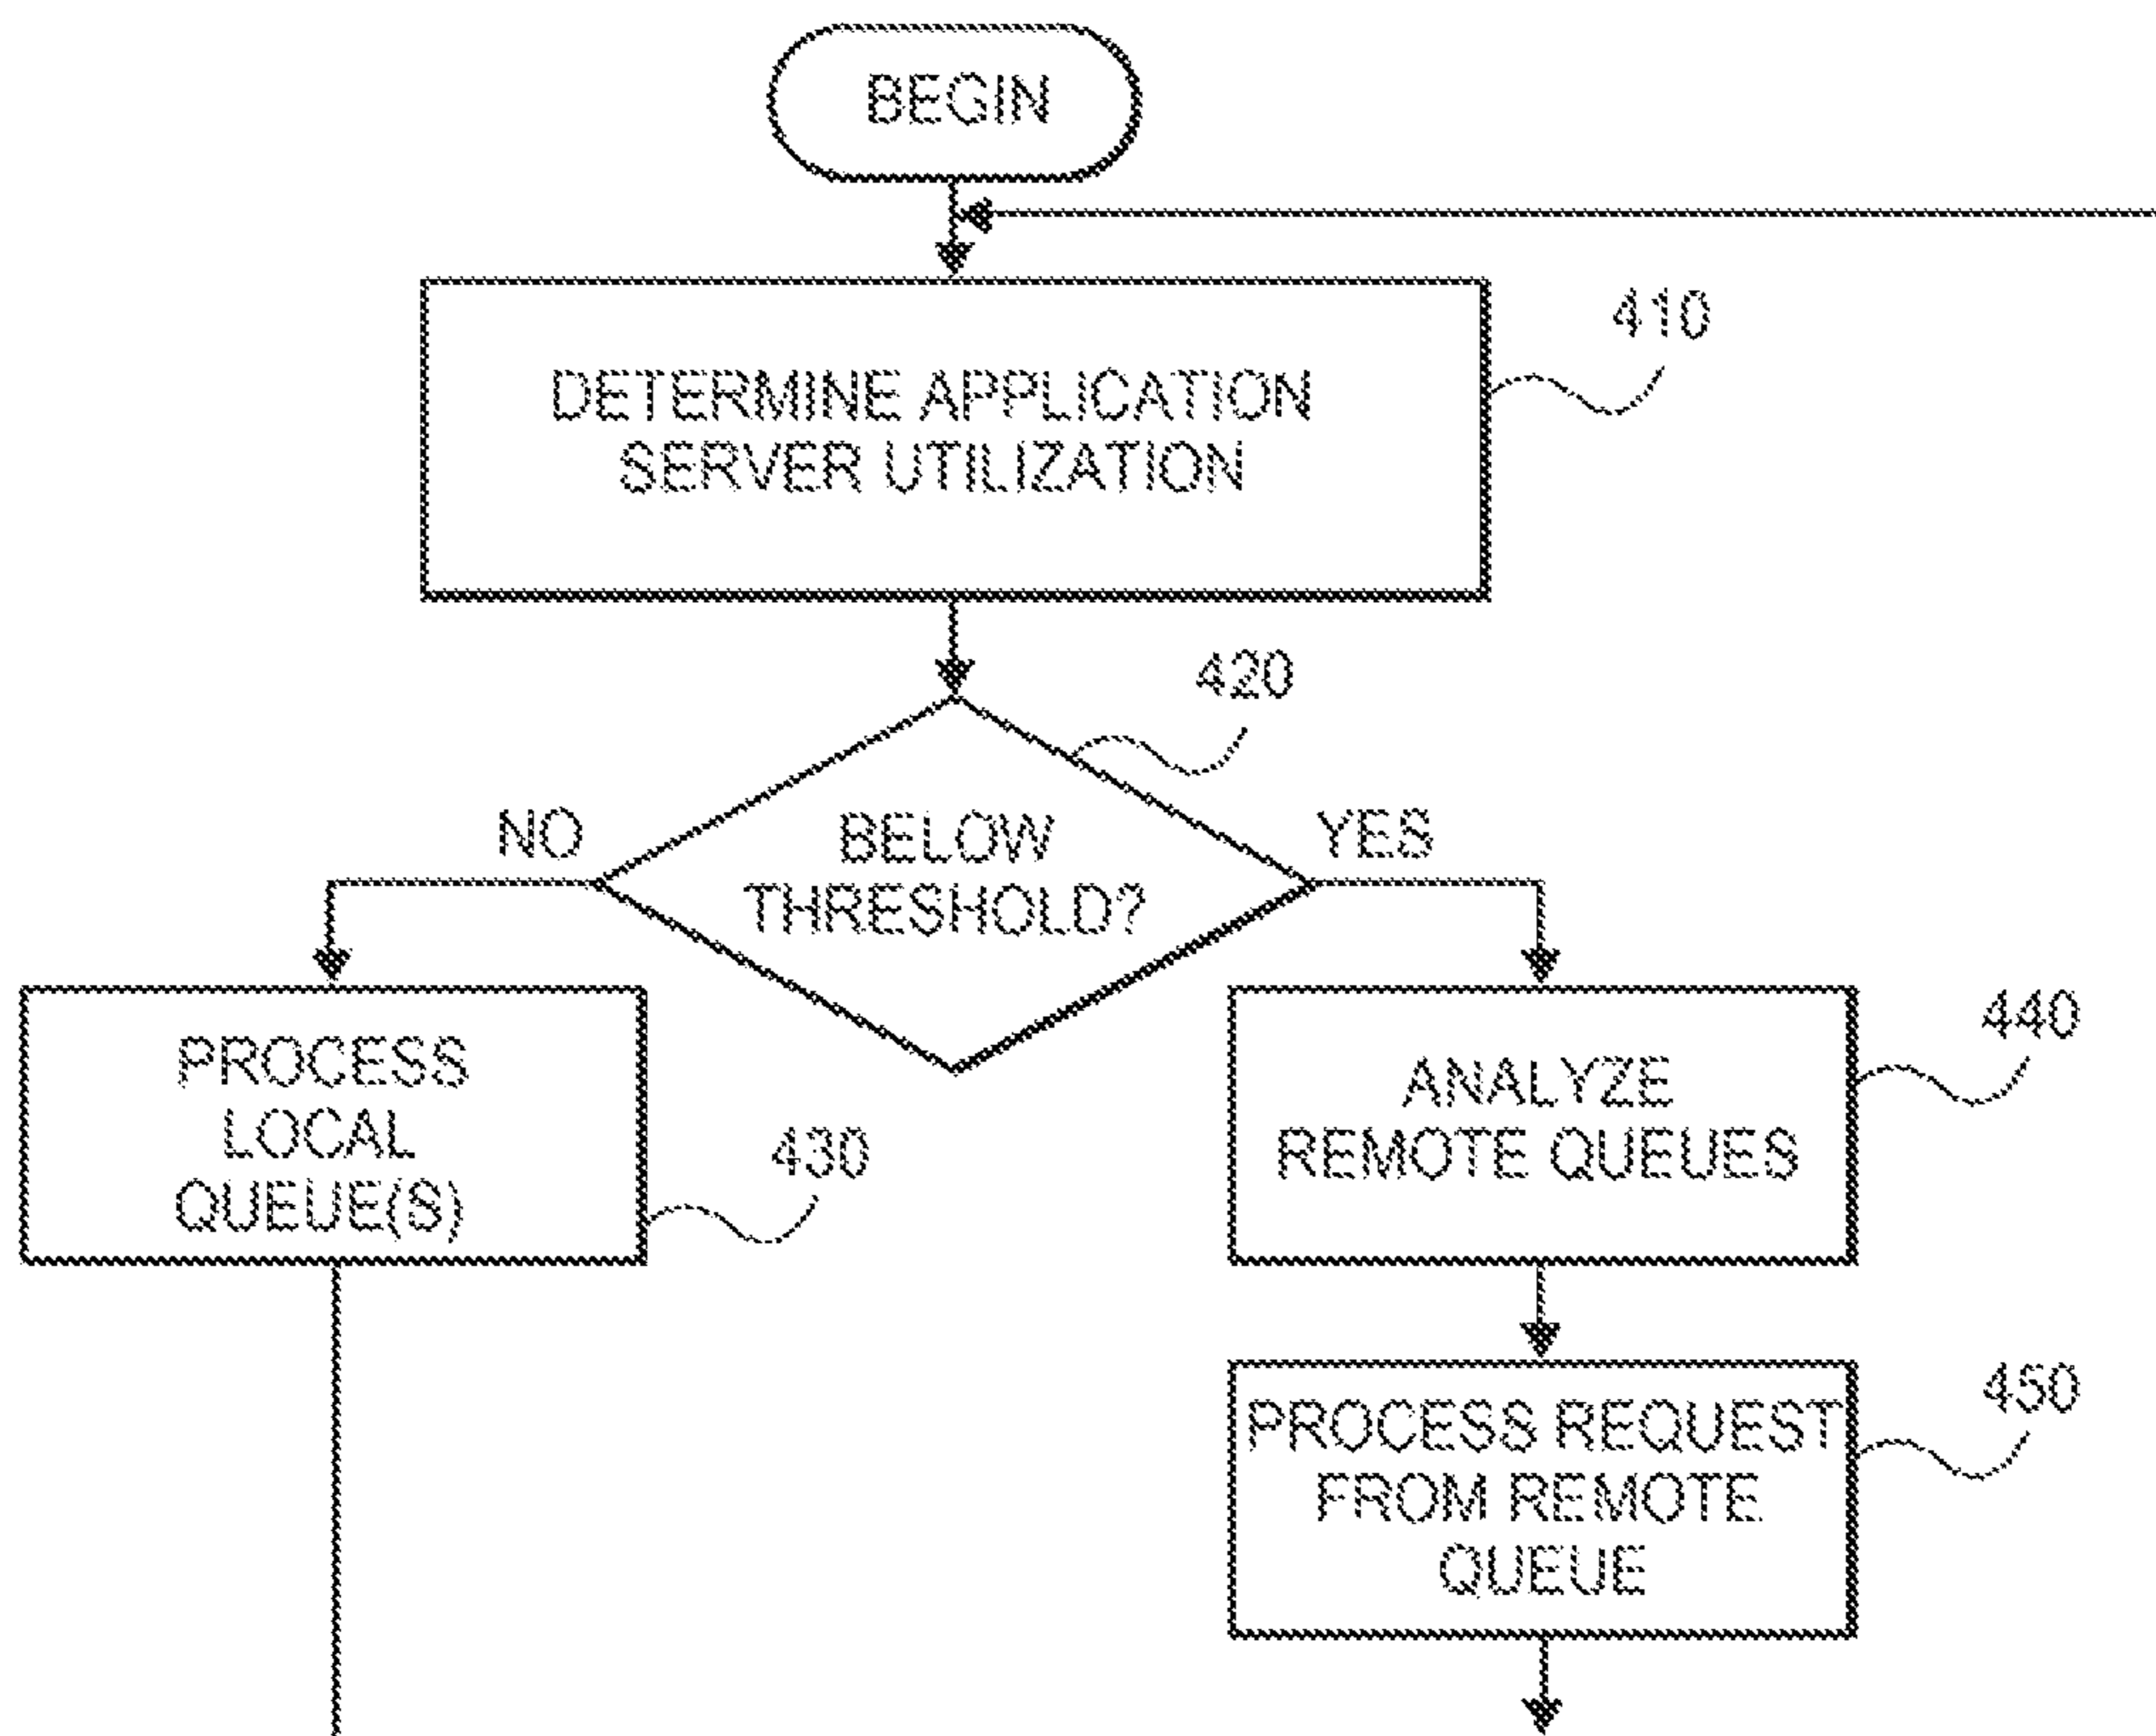 BEGIN
410
DETERMINE APPLICATION
SERVER UTILIZATION
420
NO
BELOW
THRESHOLD?
YES
PROCESS
LOCAL
QUEUE(S)
430
440
ANALYZE
REMOTE QUEUES
450
PROCESS REQUEST
FROM REMOTE
QUEUE